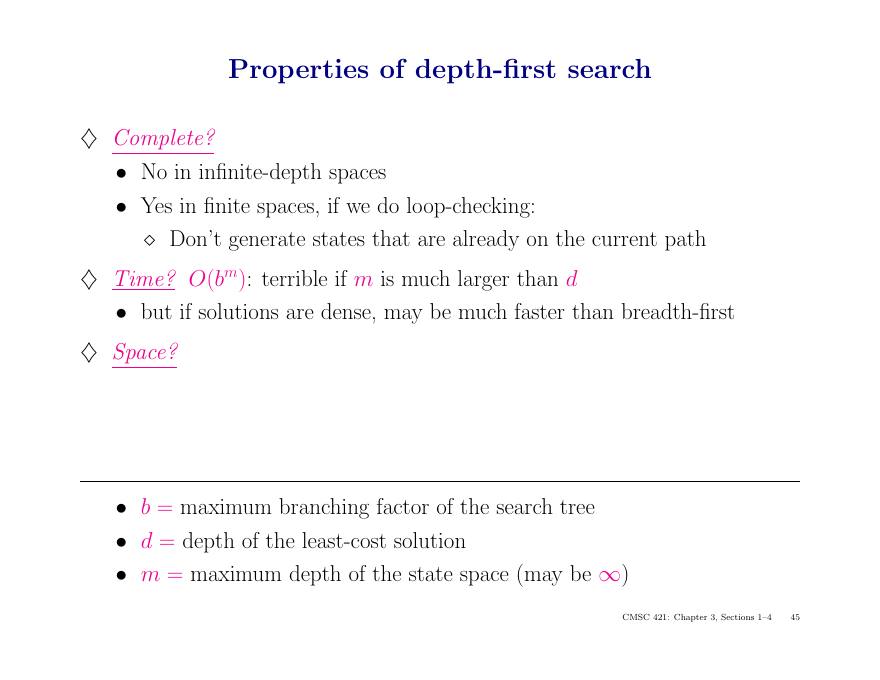 Properties of depth-first search
♢ Complete?
• No in infinite-depth spaces
• Yes in finite spaces, if we do loop-checking:
⋄ Don't generate states that are already on the current path
♢ Time? O(bᵐ): terrible if m is much larger than d
• but if solutions are dense, may be much faster than breadth-first
♢ Space?
• b = maximum branching factor of the search tree
• d = depth of the least-cost solution
• m = maximum depth of the state space (may be ∞)
CMSC 421: Chapter 3, Sections 1–4 45